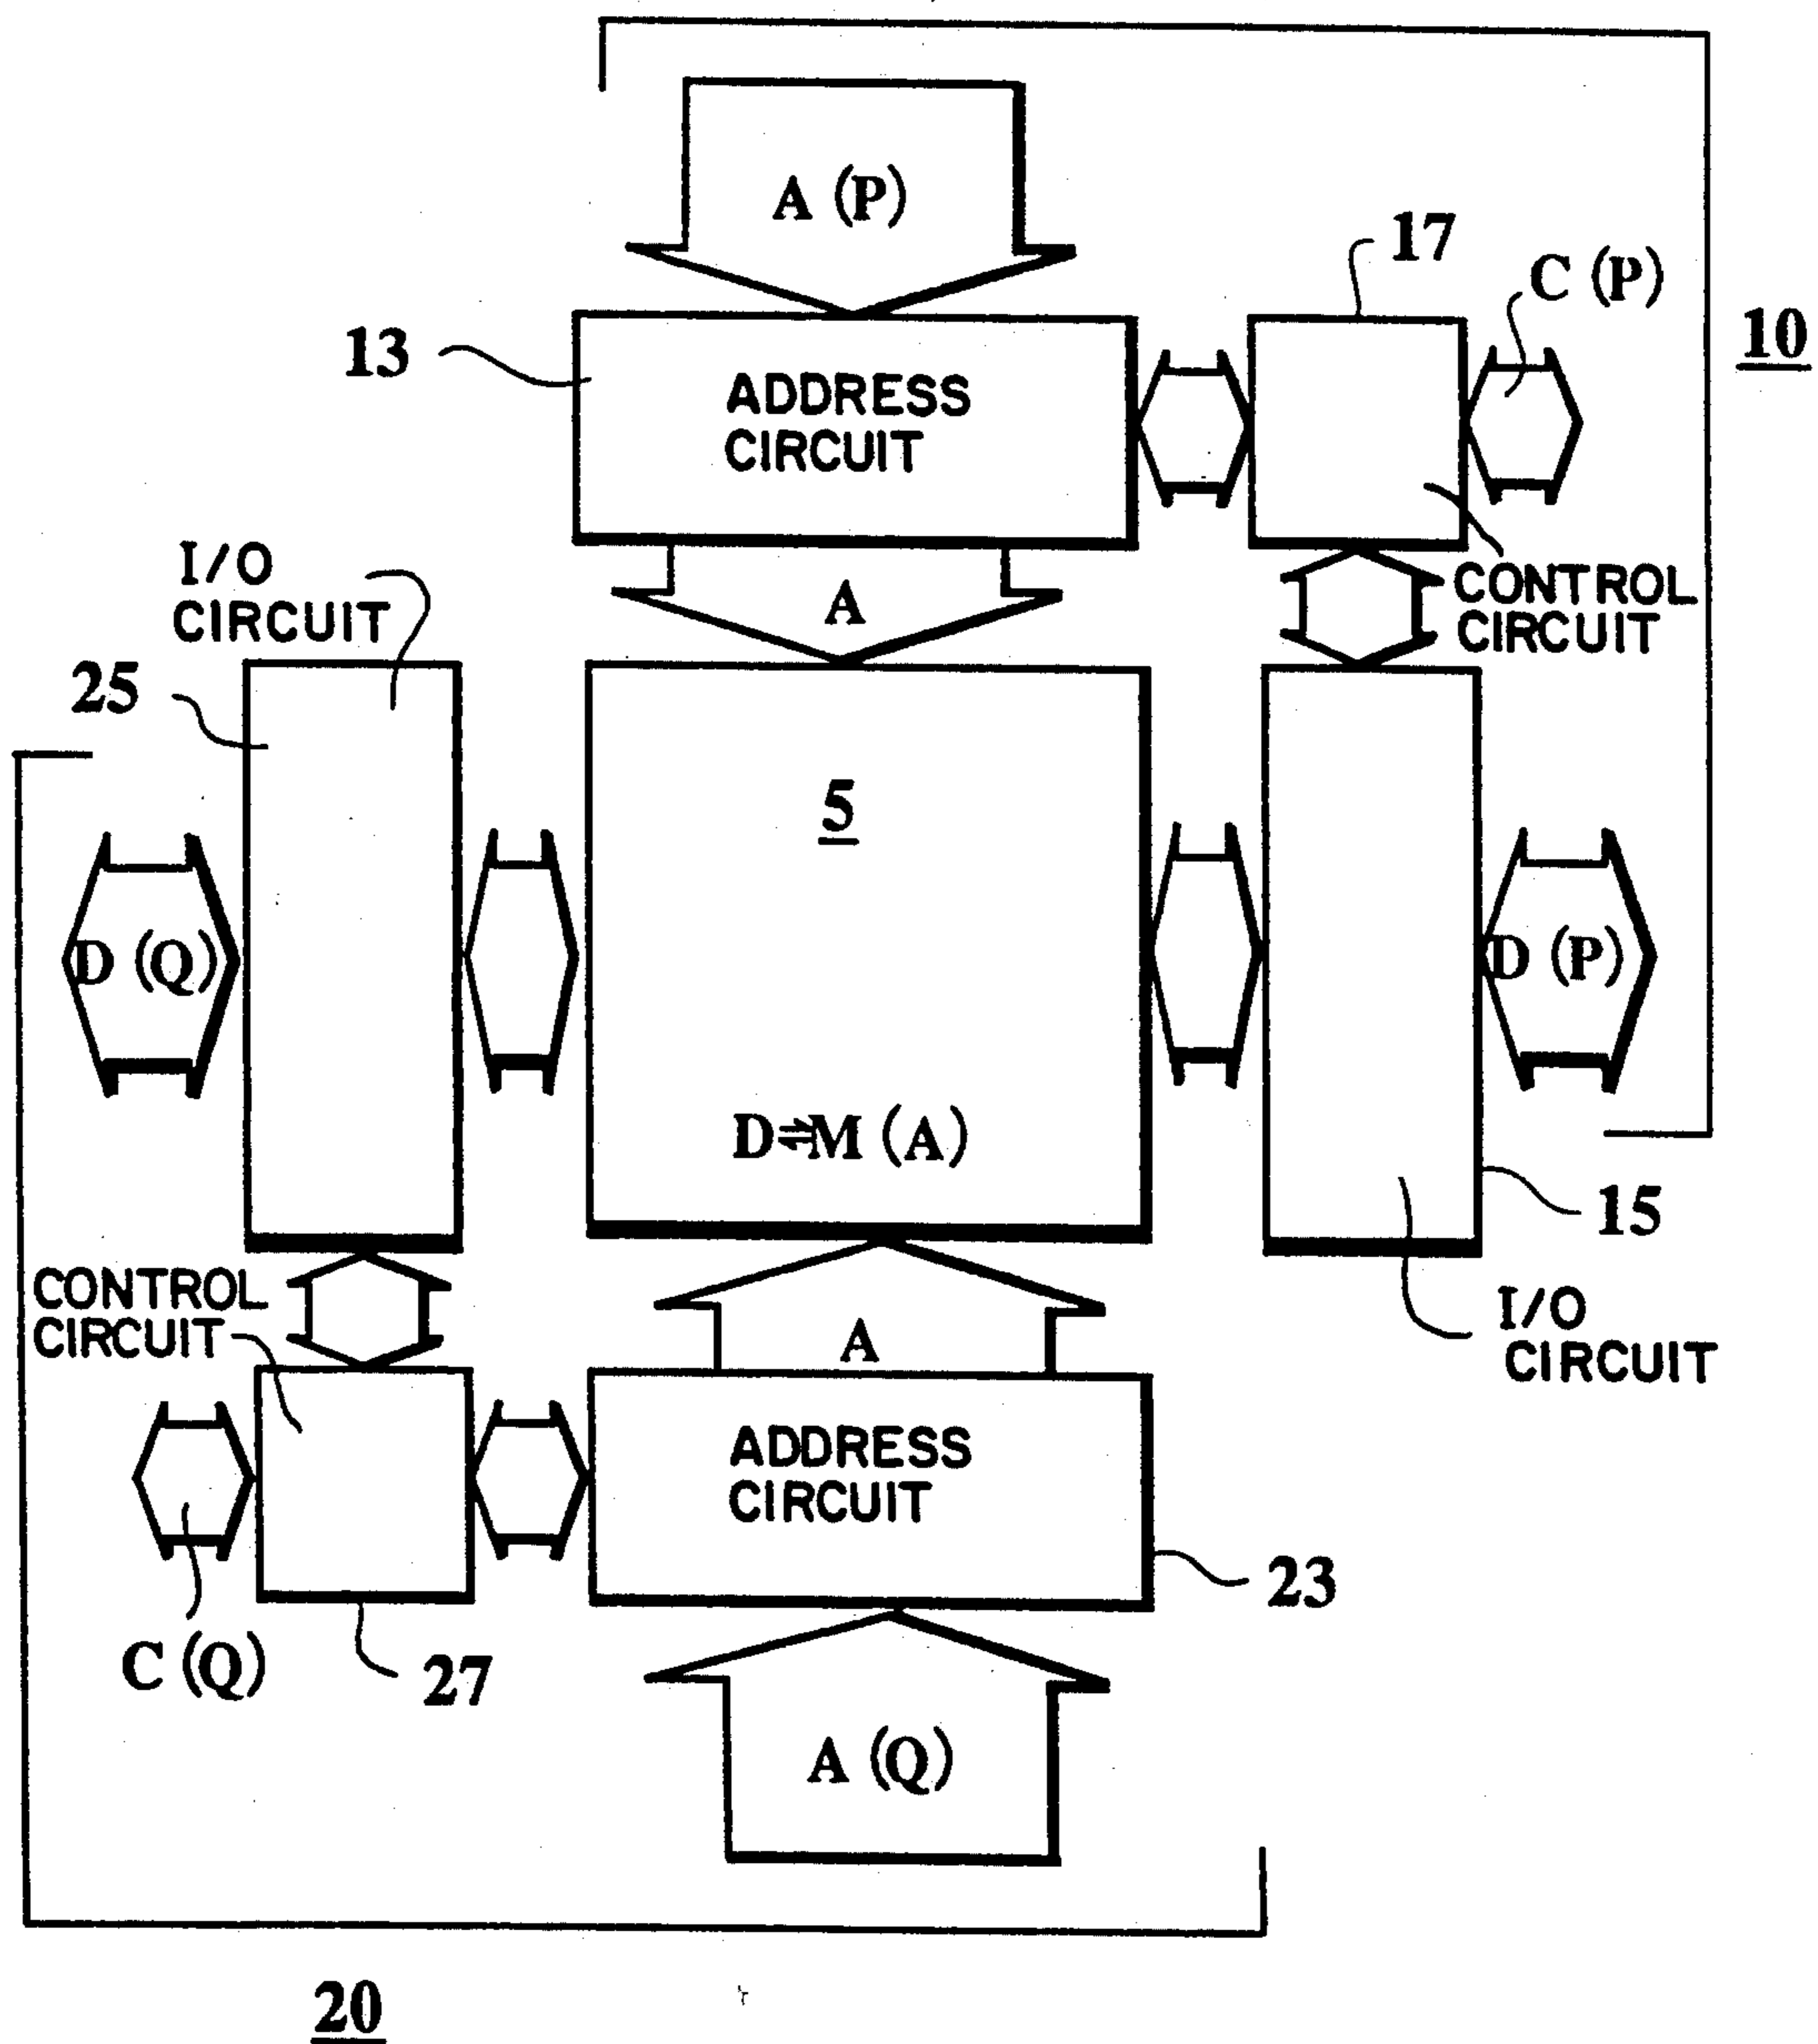 A (P)
17
C (P)
10
13
ADDRESS
CIRCUIT
I/O
CIRCUIT
A
CONTROL
CIRCUIT
25
5
D (Q)
D (P)
D⇌M (A)
15
CONTROL
CIRCUIT
I/O
CIRCUIT
A
ADDRESS
CIRCUIT
23
C (Q)
27
A (Q)
20